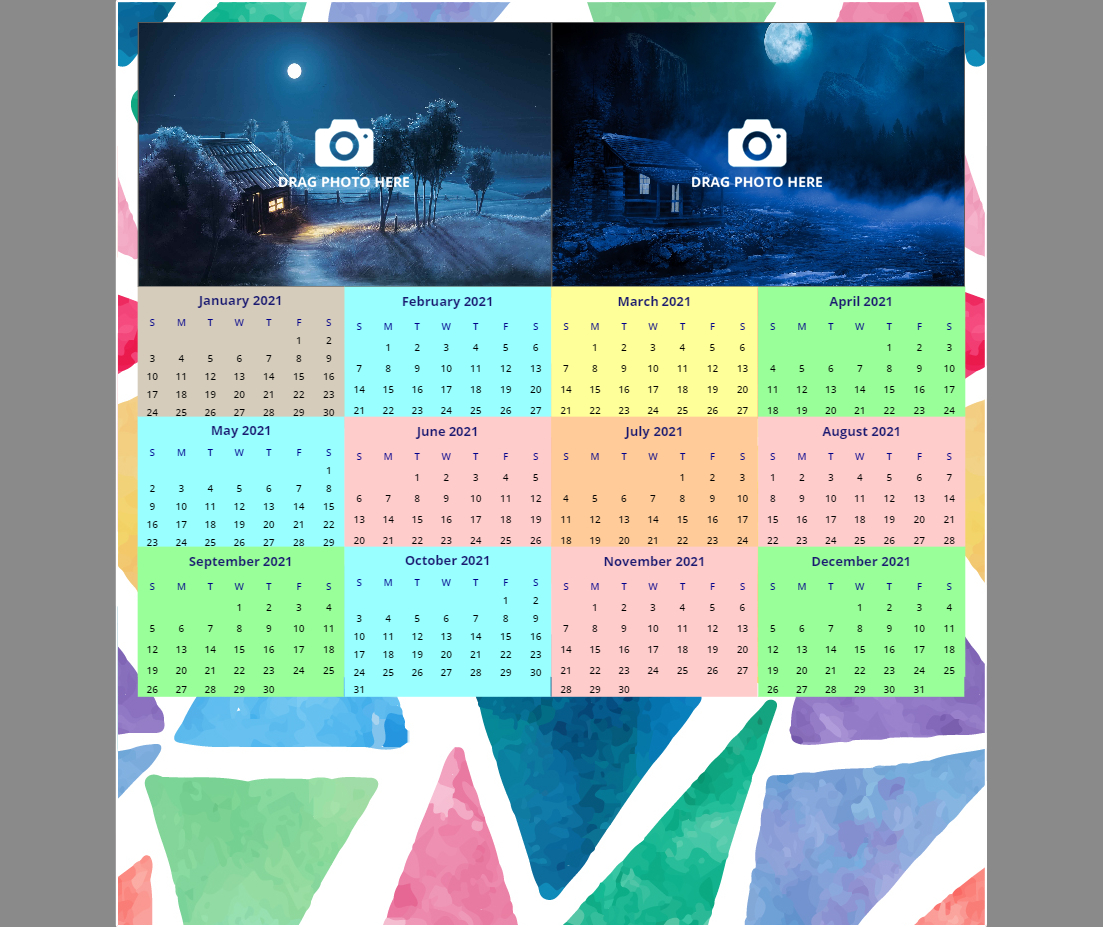 DRAG PHOTO HERE
DRAG PHOTO HERE
January 2021
S M T W T F S
1 2
3 4 5 6 7 8 9
10 11 12 13 14 15 16
17 18 19 20 21 22 23
24 25 26 27 28 29 30
February 2021
S M T W T F S
1 2 3 4 5 6
7 8 9 10 11 12 13
14 15 16 17 18 19 20
21 22 23 24 25 26 27
March 2021
S M T W T F S
1 2 3 4 5 6
7 8 9 10 11 12 13
14 15 16 17 18 19 20
21 22 23 24 25 26 27
April 2021
S M T W T F S
1 2 3
4 5 6 7 8 9 10
11 12 13 14 15 16 17
18 19 20 21 22 23 24
May 2021
S M T W T F S
1
2 3 4 5 6 7 8
9 10 11 12 13 14 15
16 17 18 19 20 21 22
23 24 25 26 27 28 29
June 2021
S M T W T F S
1 2 3 4 5
6 7 8 9 10 11 12
13 14 15 16 17 18 19
20 21 22 23 24 25 26
July 2021
S M T W T F S
1 2 3
4 5 6 7 8 9 10
11 12 13 14 15 16 17
18 19 20 21 22 23 24
August 2021
S M T W T F S
1 2 3 4 5 6 7
8 9 10 11 12 13 14
15 16 17 18 19 20 21
22 23 24 25 26 27 28
September 2021
S M T W T F S
1 2 3 4
5 6 7 8 9 10 11
12 13 14 15 16 17 18
19 20 21 22 23 24 25
26 27 28 29 30
October 2021
S M T W T F S
1 2
3 4 5 6 7 8 9
10 11 12 13 14 15 16
17 18 19 20 21 22 23
24 25 26 27 28 29 30
31
November 2021
S M T W T F S
1 2 3 4 5 6
7 8 9 10 11 12 13
14 15 16 17 18 19 20
21 22 23 24 25 26 27
28 29 30
December 2021
S M T W T F S
1 2 3 4
5 6 7 8 9 10 11
12 13 14 15 16 17 18
19 20 21 22 23 24 25
26 27 28 29 30 31